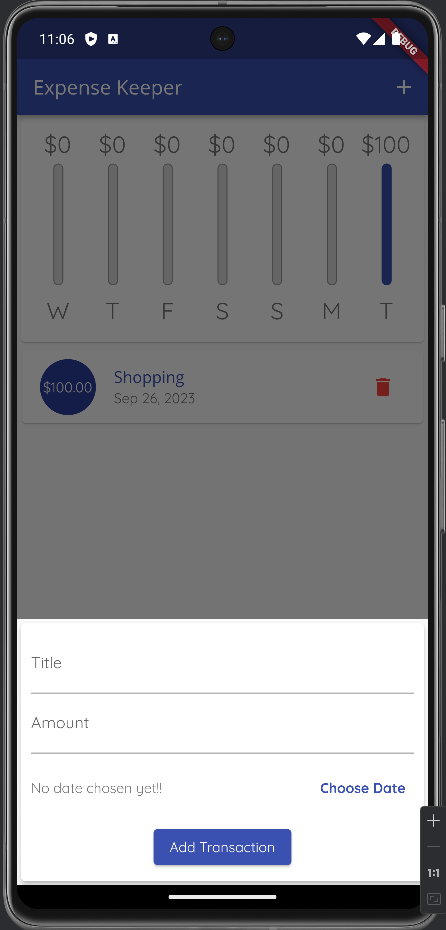 11:06
A
DEBUG
Expense Keeper
+
$0 $0 $0 $0 $0 $0 $100
W T F S S M T
$100.00
Shopping
Sep 26, 2023
Title
Amount
No date chosen yet!!
Choose Date
Add Transaction
1:1